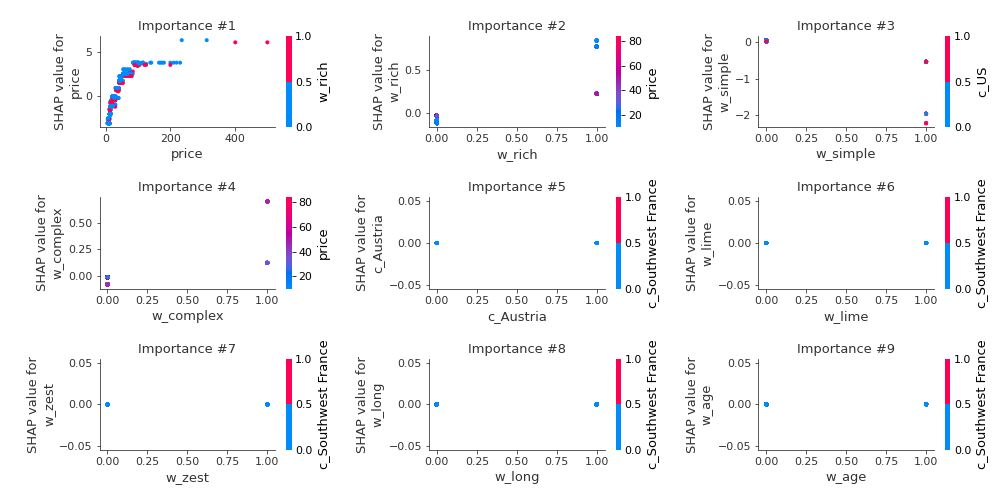 Importance #1
SHAP value for
price
5
0
0
200
400
price
1.0
0.5
0.0
w_rich
Importance #2
SHAP value for
w_rich
0.5
0.0
0.00 0.25 0.50 0.75 1.00
w_rich
80
60
40
20
price
Importance #3
SHAP value for
w_simple
0
−1
−2
0.00 0.25 0.50 0.75 1.00
w_simple
1.0
0.5
0.0
c_US
Importance #4
SHAP value for
w_complex
0.50
0.25
0.00
0.00 0.25 0.50 0.75 1.00
w_complex
80
60
40
20
price
Importance #5
SHAP value for
c_Austria
0.05
0.00
−0.05
0.00 0.25 0.50 0.75 1.00
c_Austria
1.0
0.5
0.0
c_Southwest France
Importance #6
SHAP value for
w_lime
0.05
0.00
−0.05
0.00 0.25 0.50 0.75 1.00
w_lime
1.0
0.5
0.0
c_Southwest France
Importance #7
SHAP value for
w_zest
0.05
0.00
−0.05
0.00 0.25 0.50 0.75 1.00
w_zest
1.0
0.5
0.0
c_Southwest France
Importance #8
SHAP value for
w_long
0.05
0.00
−0.05
0.00 0.25 0.50 0.75 1.00
w_long
1.0
0.5
0.0
c_Southwest France
Importance #9
SHAP value for
w_age
0.05
0.00
−0.05
0.00 0.25 0.50 0.75 1.00
w_age
1.0
0.5
0.0
c_Southwest France